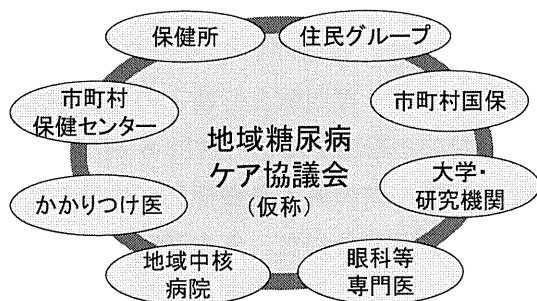 保健所
住民グループ
市町村
保健センター
市町村国保
地域糖尿病
ケア協議会
(仮称)
かかりつけ医
大学・
研究機関
地域中核
病院
眼科等
専門医